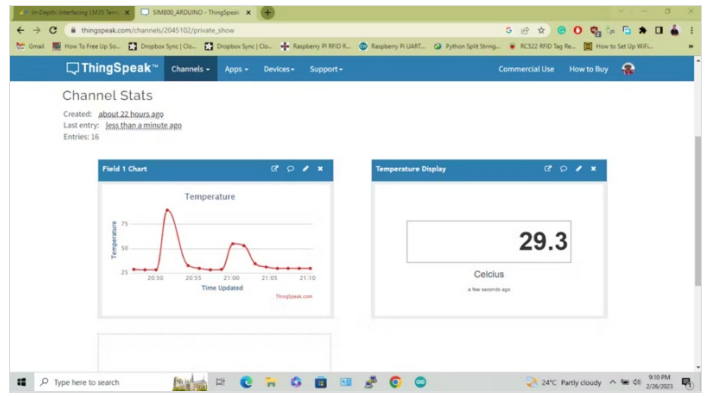 In-Depth: Interfacing LM35 Tem
SIM800_ARDUINO - ThingSpeak
thingspeak.com/channels/2045102/private_show
Gmail
How To Free Up So...
Dropbox Sync | Clo...
Dropbox Sync | Clo...
Raspberry Pi RFID R...
Raspberry Pi UART...
Python Split String...
RC522 RFID Tag Re...
How to Set Up WiFi...
ThingSpeak™
Channels
Apps
Devices
Support
Commercial Use
How to Buy
Channel Stats
Created: about 22 hours ago
Last entry: less than a minute ago
Entries: 16
Field 1 Chart
Temperature
Temperature
75
50
25
20:50
20:55
21:00
21:05
21:10
Time Updated
ThingSpeak.com
Temperature Display
29.3
Celcius
a few seconds ago
Type here to search
24°C Partly cloudy
9:10 PM
2/26/2023